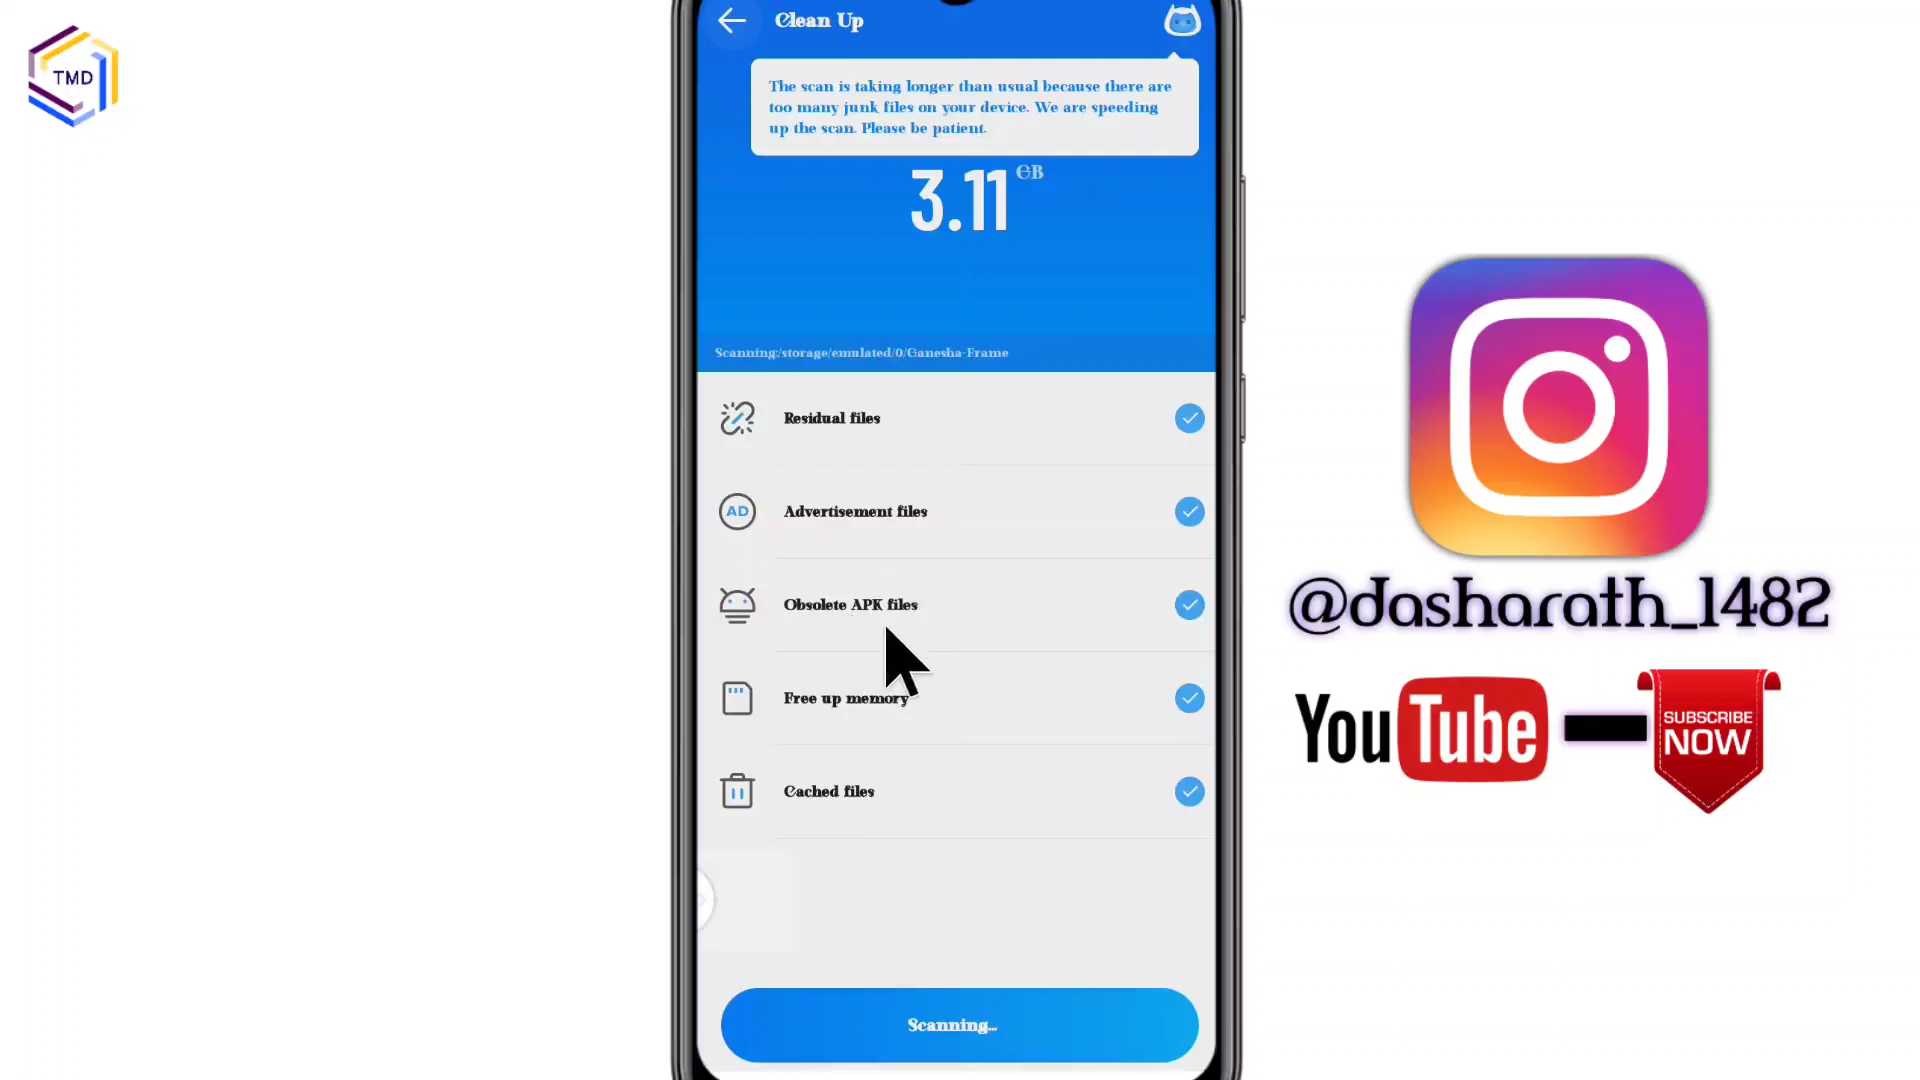 TMD
Clean Up
The scan is taking longer than usual because there are
too many junk files on your device. We are speeding
up the scan. Please be patient.
3.11 GB
Scanning:/storage/emulated/0/Ganesha-Frame
Residual files
AD
Advertisement files
Obsolete APK files
Free up memory
Cached files
Scanning...
@dasharath_1482
YouTube
SUBSCRIBE
NOW